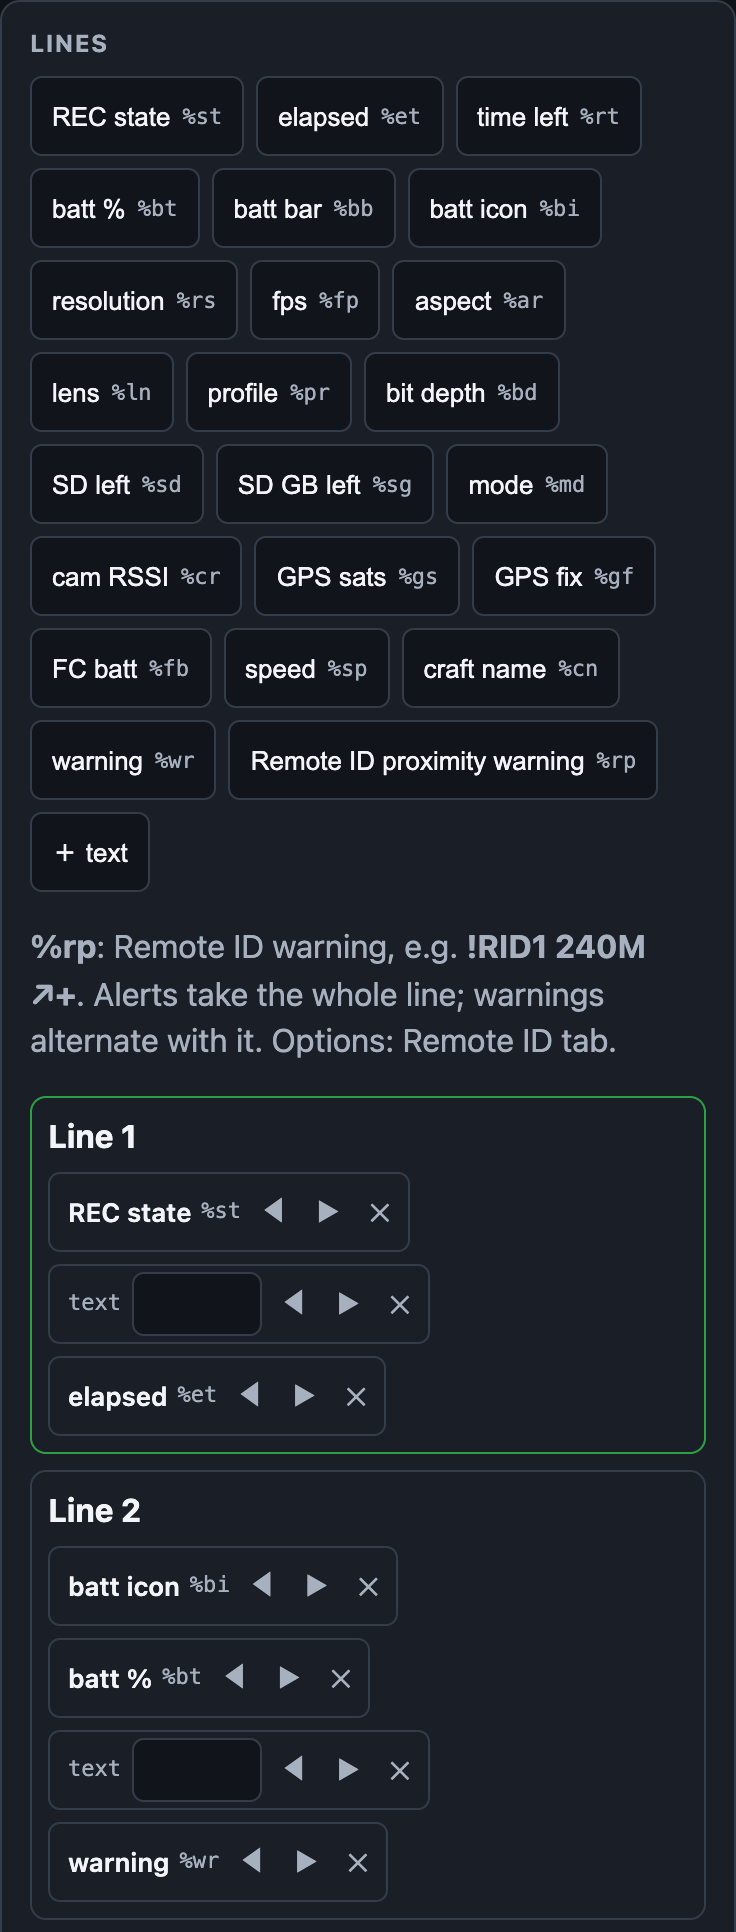 LINES
REC state %st elapsed %et time left %rt
batt % %bt batt bar %bb batt icon %bi
resolution %rs fps %fp aspect %ar
lens %ln profile %pr bit depth %bd
SD left %sd SD GB left %sg mode %md
cam RSSI %cr GPS sats %gs GPS fix %gf
FC batt %fb speed %sp craft name %cn
warning %wr Remote ID proximity warning %rp
+ text
%rp: Remote ID warning, e.g. !RID1 240M
↗+. Alerts take the whole line; warnings
alternate with it. Options: Remote ID tab.
Line 1
REC state %st ◀ ▶ ×
text ◀ ▶ ×
elapsed %et ◀ ▶ ×
Line 2
batt icon %bi ◀ ▶ ×
batt % %bt ◀ ▶ ×
text ◀ ▶ ×
warning %wr ◀ ▶ ×